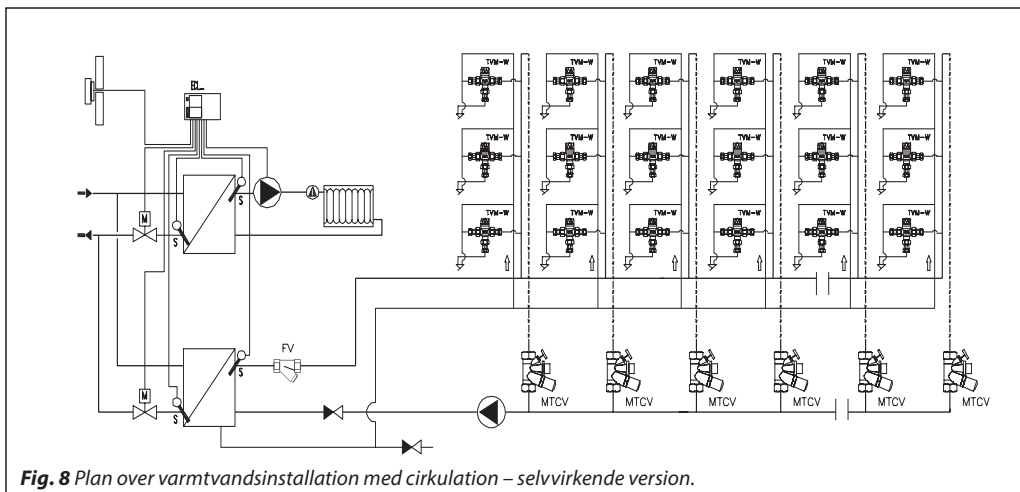 TVM-W TVM-W TVM-W TVM-W TVM-W TVM-W
ECL
TVM-W TVM-W TVM-W TVM-W TVM-W TVM-W
M
S
S
TVM-W TVM-W TVM-W TVM-W TVM-W TVM-W
FV
S
M
S
MTCV MTCV MTCV MTCV MTCV MTCV
Fig. 8 Plan over varmtvandsinstallation med cirkulation – selvvirkende version.